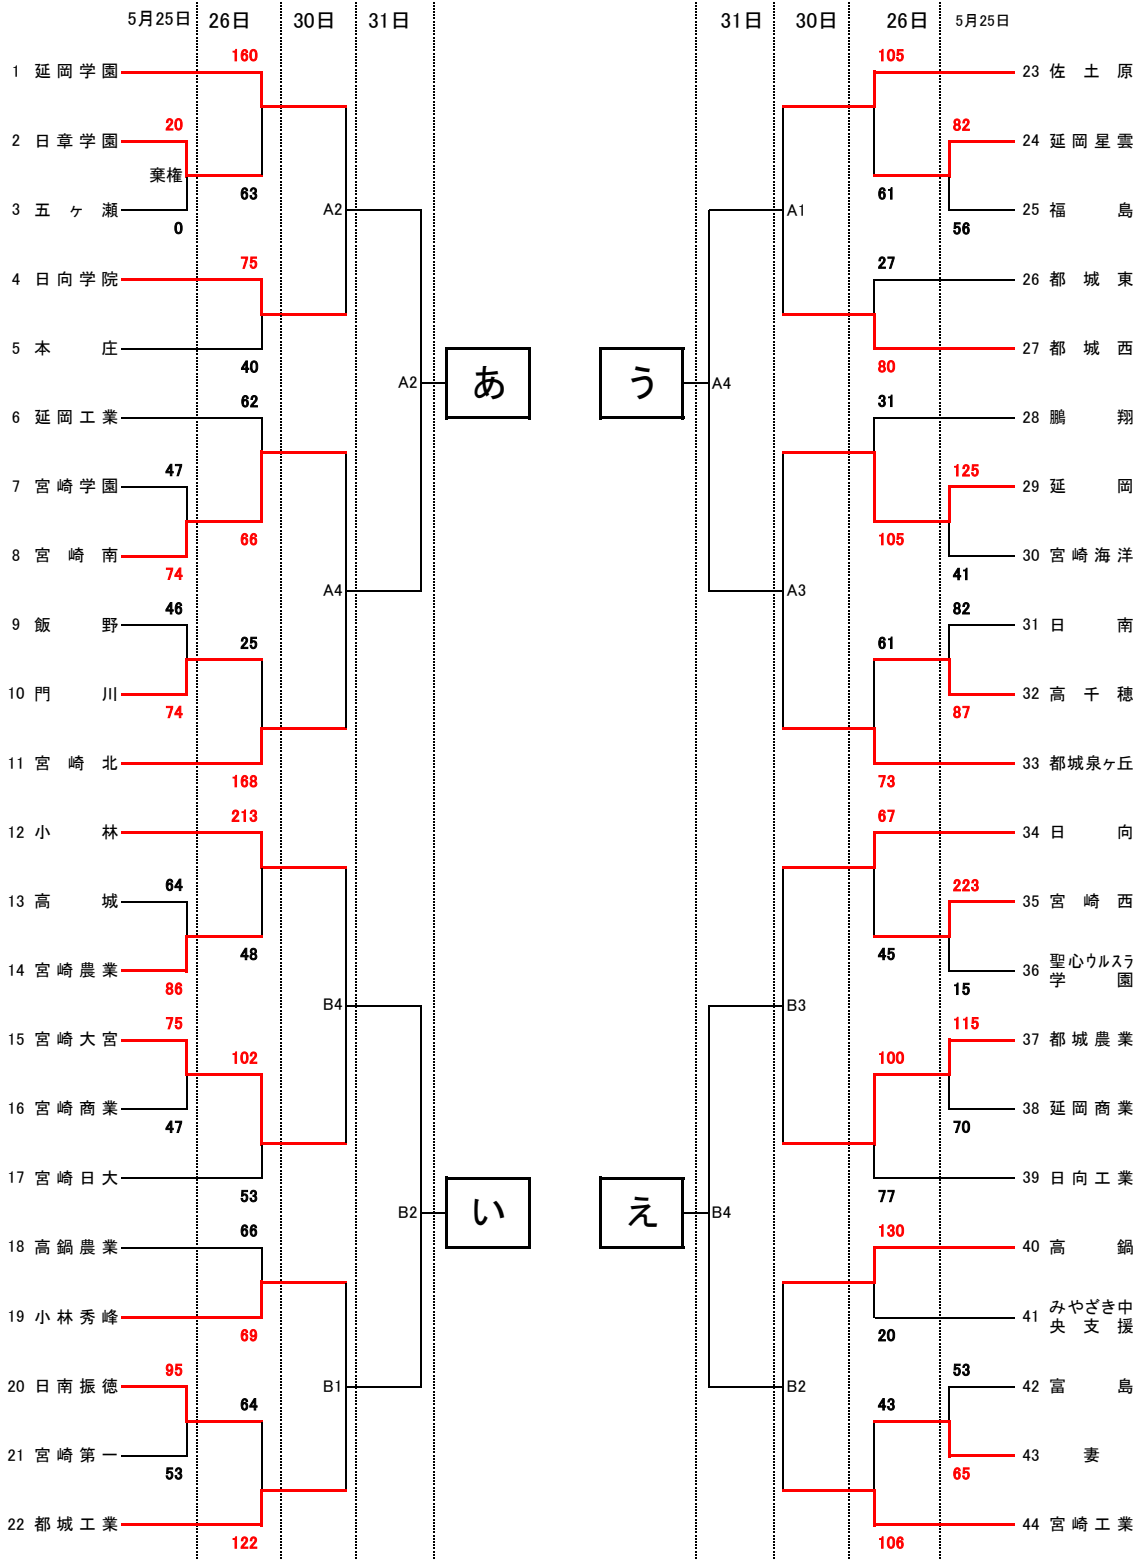 5月25日 26日 30日 31日 31日 30日 26日 5月25日
160 105
1 延岡学園 23 佐土原
20 82
2 日章学園 24 延岡星雲
棄権
63 61
3 五ヶ瀬 A2 A1 25 福島
0 56
75 27
4 日向学院 26 都城東
5 本庄 27 都城西
40 80
A2 あ う A4
62 31
6 延岡工業 28 鵬翔
47 125
7 宮崎学園 29 延岡
66 105
8 宮崎南 30 宮崎海洋
74 41
A4 A3
46 82
9 飯野 31 日南
25 61
10 門川 32 高千穂
74 87
11 宮崎北 33 都城泉ヶ丘
168 73
213 67
12 小林 34 日向
64 223
13 高城 35 宮崎西
48 45
14 宮崎農業 36 聖心ウルスラ学園
86 15
B4 B3
75 115
15 宮崎大宮 37 都城農業
102 100
16 宮崎商業 38 延岡商業
47 70
17 宮崎日大 39 日向工業
53 77
B2 い え B4
66 130
18 高鍋農業 40 高鍋
19 小林秀峰 41 みやざき中央支援
69 20
95 53
20 日南振徳 B1 B2 42 富島
64 43
21 宮崎第一 43 妻
53 65
22 都城工業 44 宮崎工業
122 106